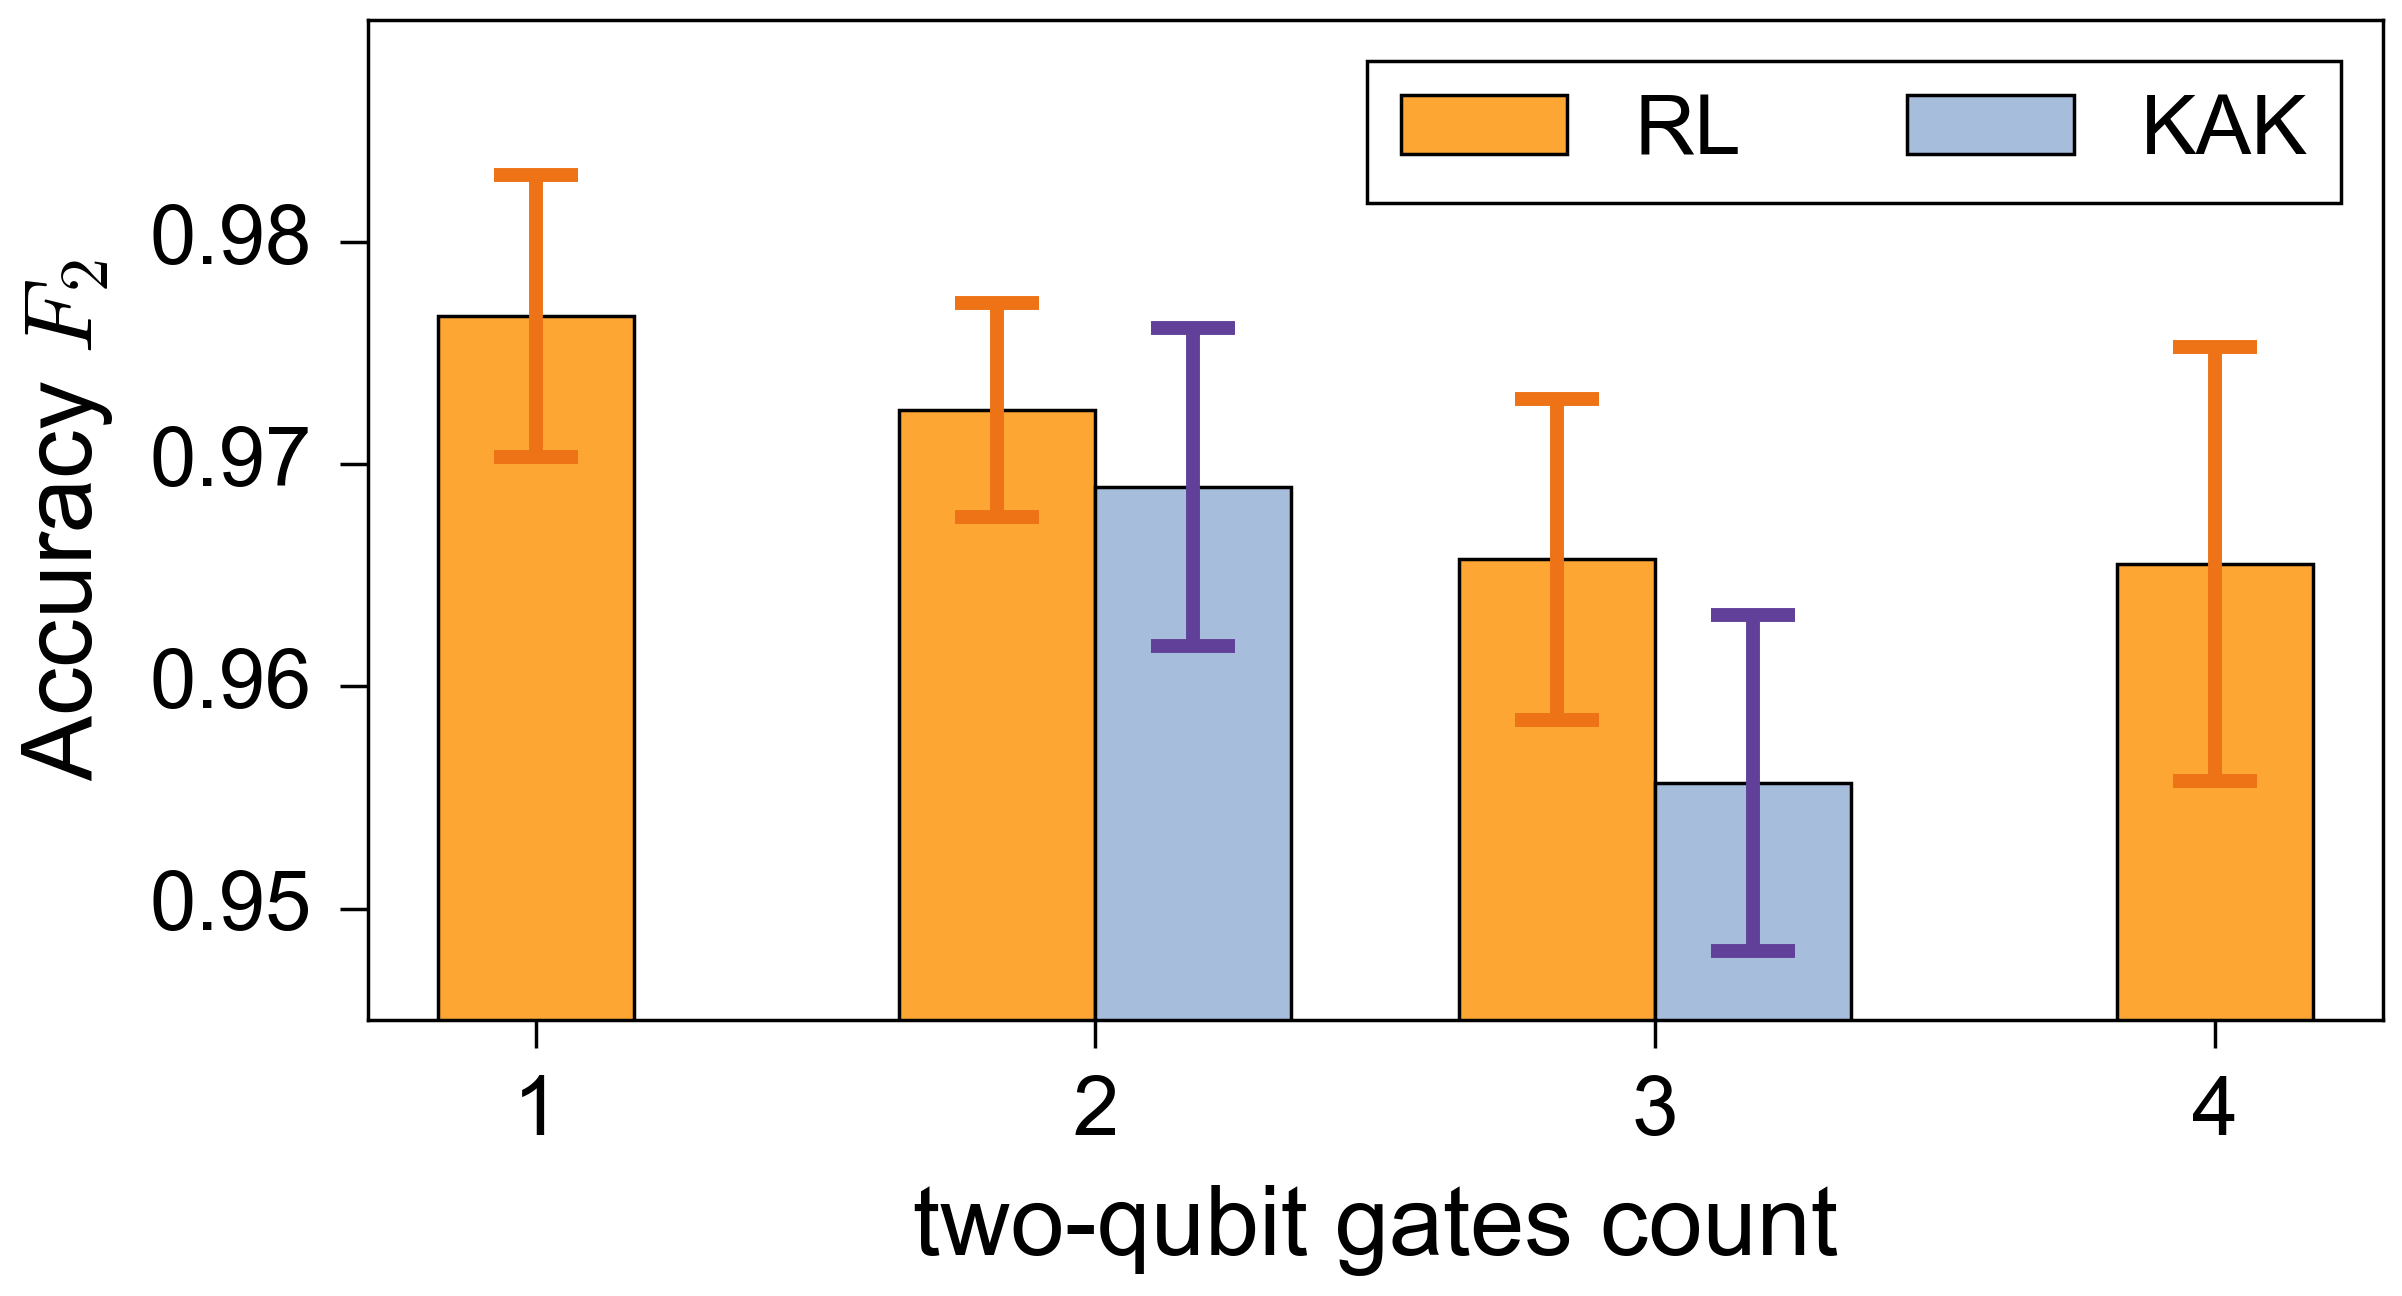 RL KAK
0.98
0.97
0.96
0.95
Accuracy F₂
1 2 3 4
two-qubit gates count